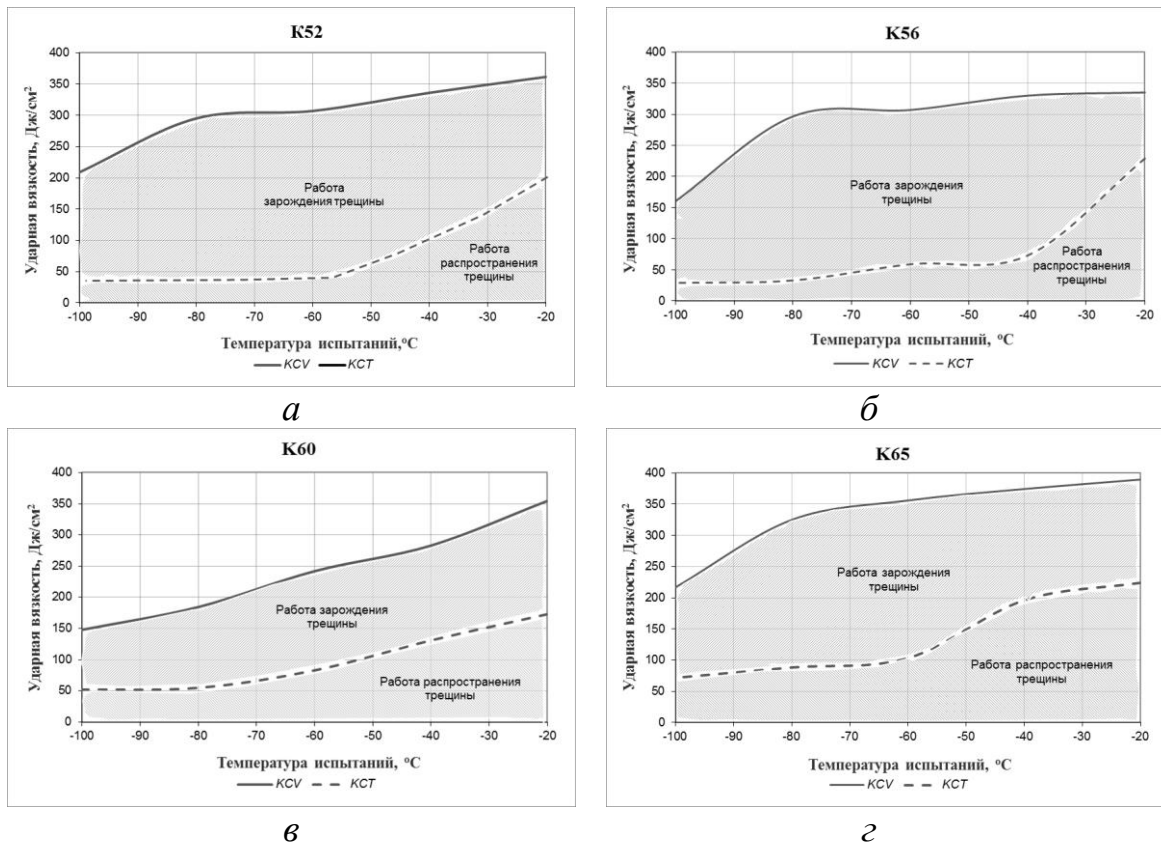 K52
Ударная вязкость, Дж/см²
400
350
300
250
200
150
100
50
0
Работа
зарождения трещины
Работа
распространения
трещины
-100 -90 -80 -70 -60 -50 -40 -30 -20
Температура испытаний,°С
KCV KCT
а
K56
Ударная вязкость, Дж/см²
400
350
300
250
200
150
100
50
0
Работа зарождения
трещины
Работа
распространения
трещины
-100 -90 -80 -70 -60 -50 -40 -30 -20
Температура испытаний, °С
KCV KCT
б
K60
Ударная вязкость, Дж/см²
400
350
300
250
200
150
100
50
0
Работа зарождения
трещины
Работа распространения
трещины
-100 -90 -80 -70 -60 -50 -40 -30 -20
Температура испытаний, °С
KCV KCT
в
K65
Ударная вязкость, Дж/см²
400
350
300
250
200
150
100
50
0
Работа зарождения
трещины
Работа распространения
трещины
-100 -90 -80 -70 -60 -50 -40 -30 -20
Температура испытаний, °С
KCV KCT
г